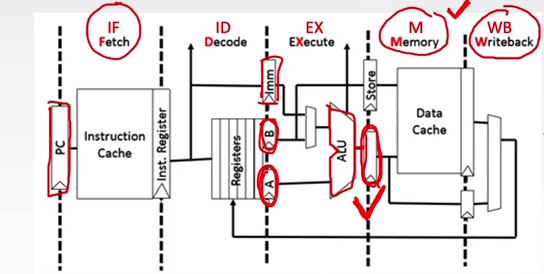 IF
Fetch
ID
Decode
EX
EXecute
M
Memory
WB
Writeback
PC
Instruction
Cache
Inst. Register
Registers
Imm
B
A
ALU
Store
Data
Cache